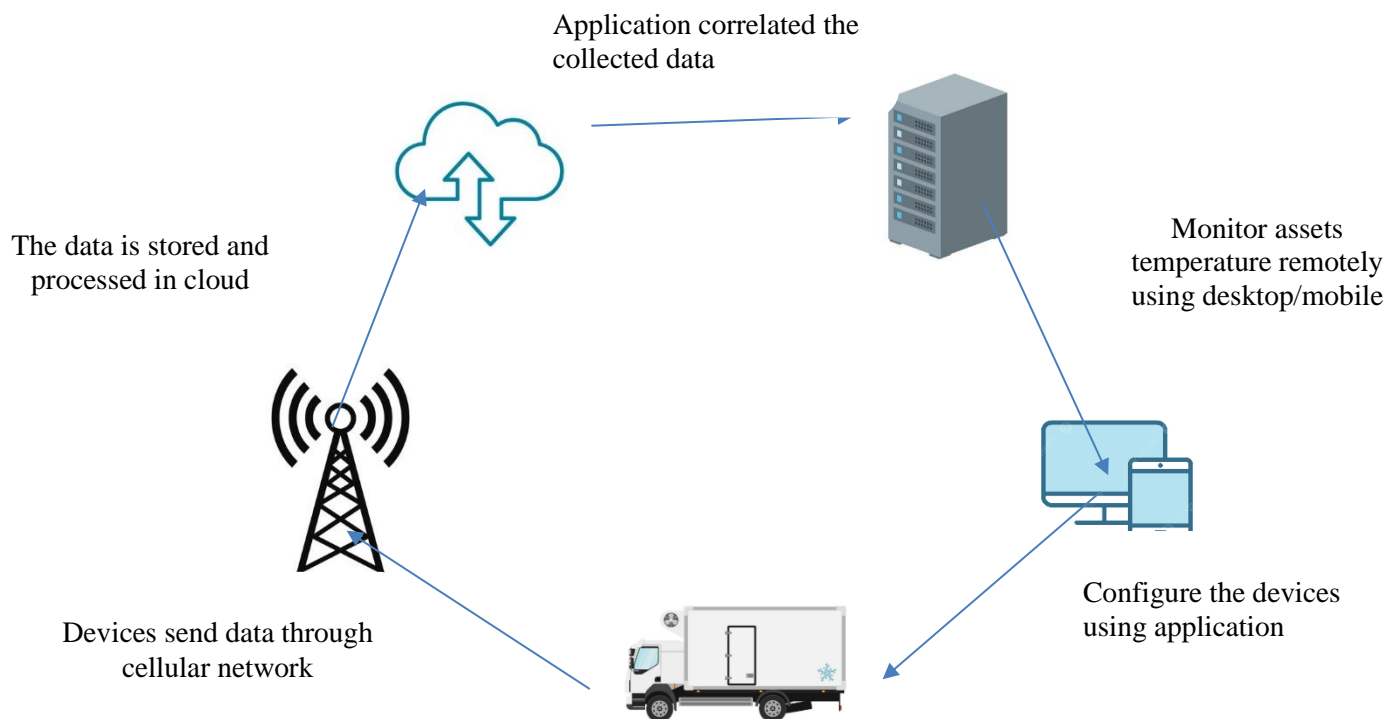 Application correlated the
collected data
The data is stored and
processed in cloud
Monitor assets
temperature remotely
using desktop/mobile
Configure the devices
using application
Devices send data through
cellular network